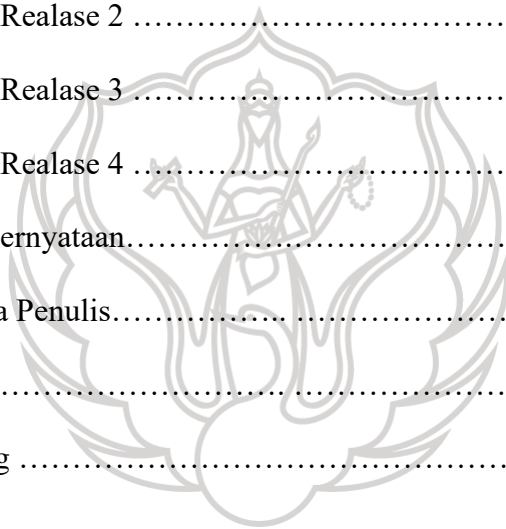 Realase 2 ……………………………………
Realase 3 ……………………………………
Realase 4 ……………………………………
ernyataan……………………………………
a Penulis…………….. ……………………
………………………….. ……………………
g ………………………………………………